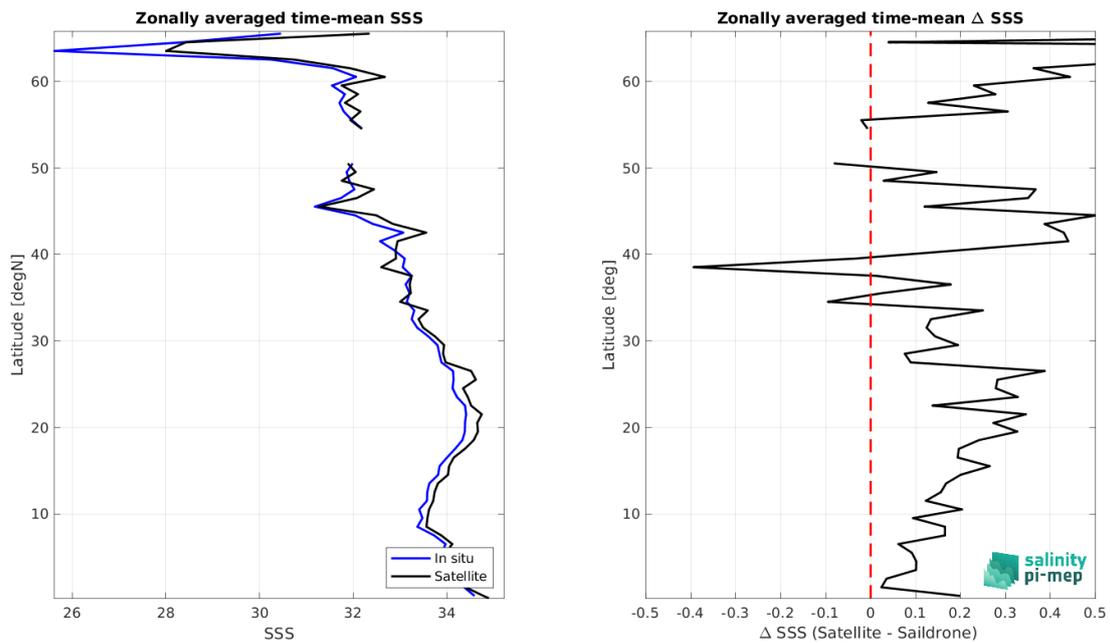 Zonally averaged time-mean SSS
60
50
40
30
20
10
Latitude [degN]
26
28
30
32
34
SSS
In situ
Satellite
Zonally averaged time-mean Δ SSS
60
50
40
30
20
10
Latitude [deg]
-0.5
-0.4
-0.3
-0.2
-0.1
0
0.1
0.2
0.3
0.4
0.5
Δ SSS (Satellite - Saildrone)
salinity
pi-mep